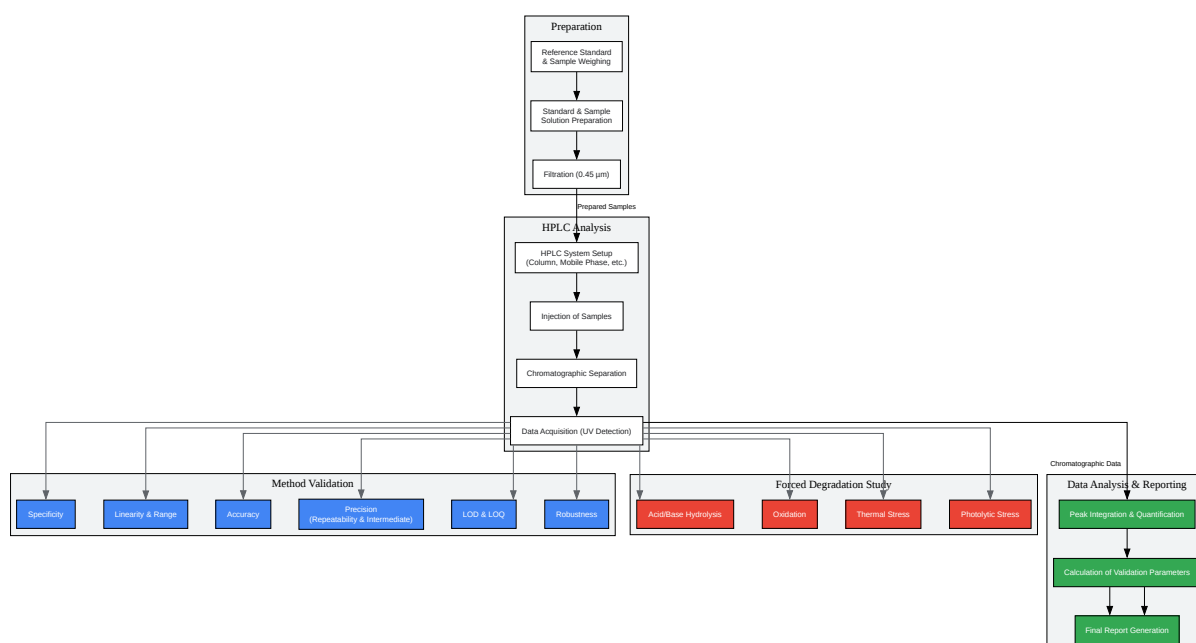 Preparation
Reference Standard
& Sample Weighing
Standard & Sample
Solution Preparation
Filtration (0.45 µm)
Prepared Samples
HPLC Analysis
HPLC System Setup
(Column, Mobile Phase, etc.)
Injection of Samples
Chromatographic Separation
Data Acquisition (UV Detection)
Chromatographic Data
Method Validation
Specificity
Linearity & Range
Accuracy
Precision
(Repeatability & Intermediate)
LOD & LOQ
Robustness
Forced Degradation Study
Acid/Base Hydrolysis
Oxidation
Thermal Stress
Photolytic Stress
Data Analysis & Reporting
Peak Integration & Quantification
Calculation of Validation Parameters
Final Report Generation